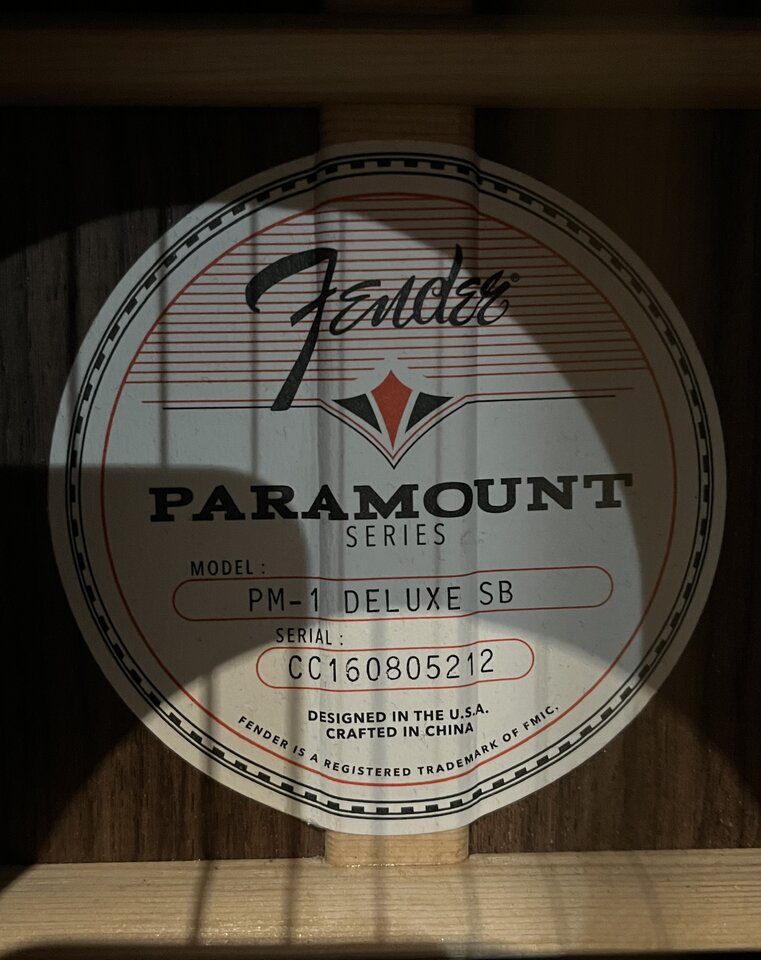 Fender®
PARAMOUNT
SERIES
MODEL :
PM-1 DELUXE SB
SERIAL :
CC160805212
DESIGNED IN THE U.S.A.
CRAFTED IN CHINA
FENDER IS A REGISTERED TRADEMARK OF FMIC.